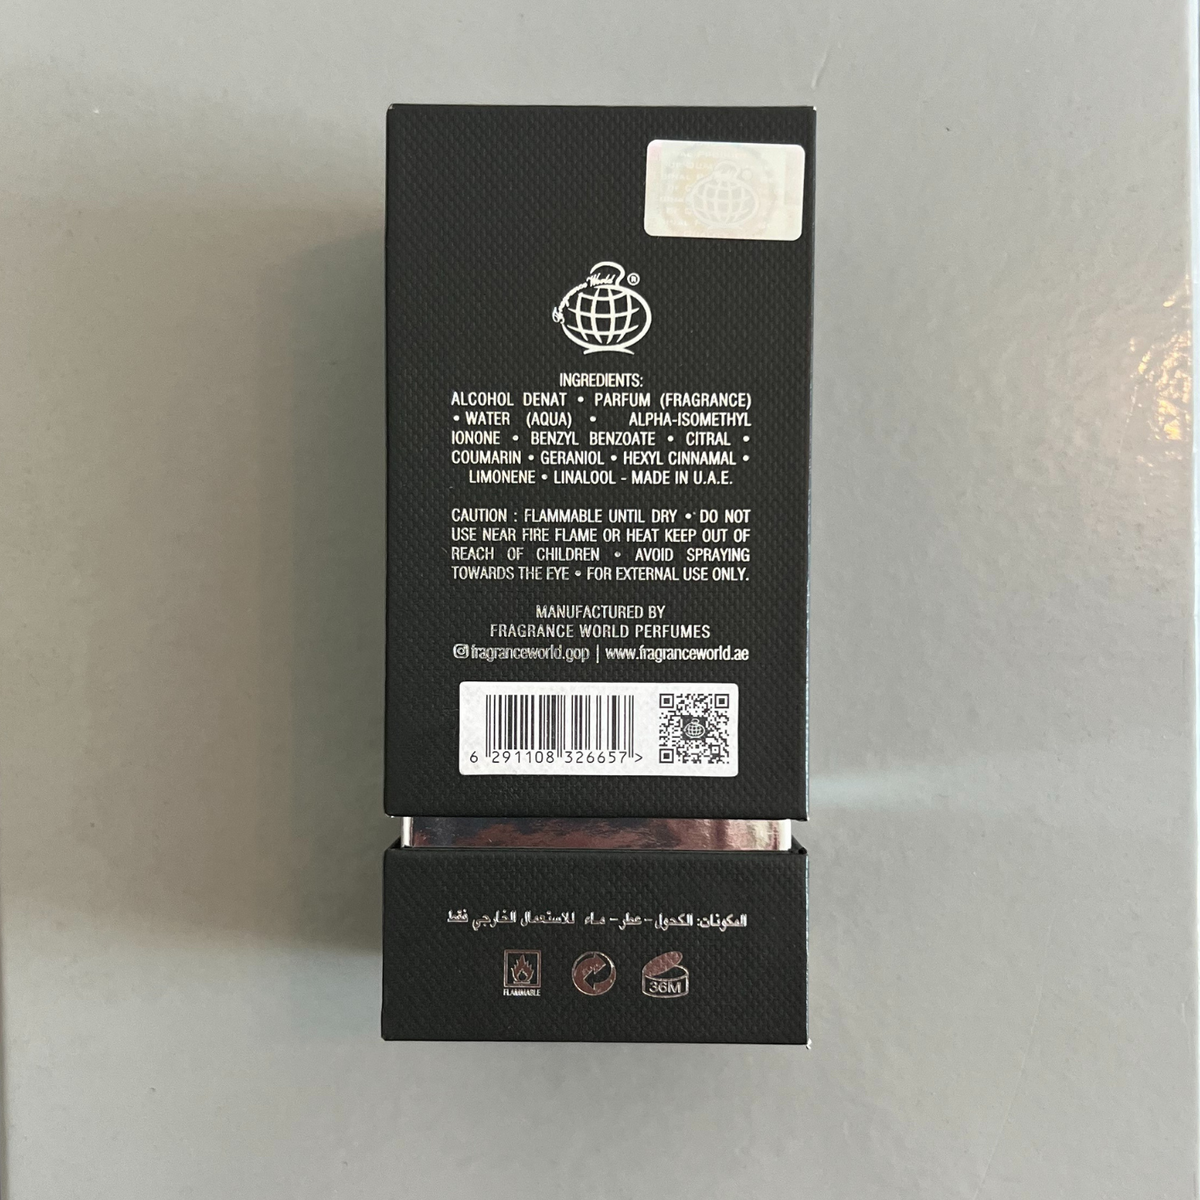 Fragrance World ®
INGREDIENTS:
ALCOHOL DENAT • PARFUM (FRAGRANCE)
• WATER (AQUA) • ALPHA-ISOMETHYL
IONONE • BENZYL BENZOATE • CITRAL •
COUMARIN • GERANIOL • HEXYL CINNAMAL •
LIMONENE • LINALOOL - MADE IN U.A.E.
CAUTION : FLAMMABLE UNTIL DRY • DO NOT
USE NEAR FIRE FLAME OR HEAT KEEP OUT OF
REACH OF CHILDREN • AVOID SPRAYING
TOWARDS THE EYE • FOR EXTERNAL USE ONLY.
MANUFACTURED BY
FRAGRANCE WORLD PERFUMES
fragranceworld.gop | www.fragranceworld.ae
6 291108 326657 >
المكونات: الكحول - عطر - ماء للاستعمال الخارجي فقط
FLAMMABLE
36M